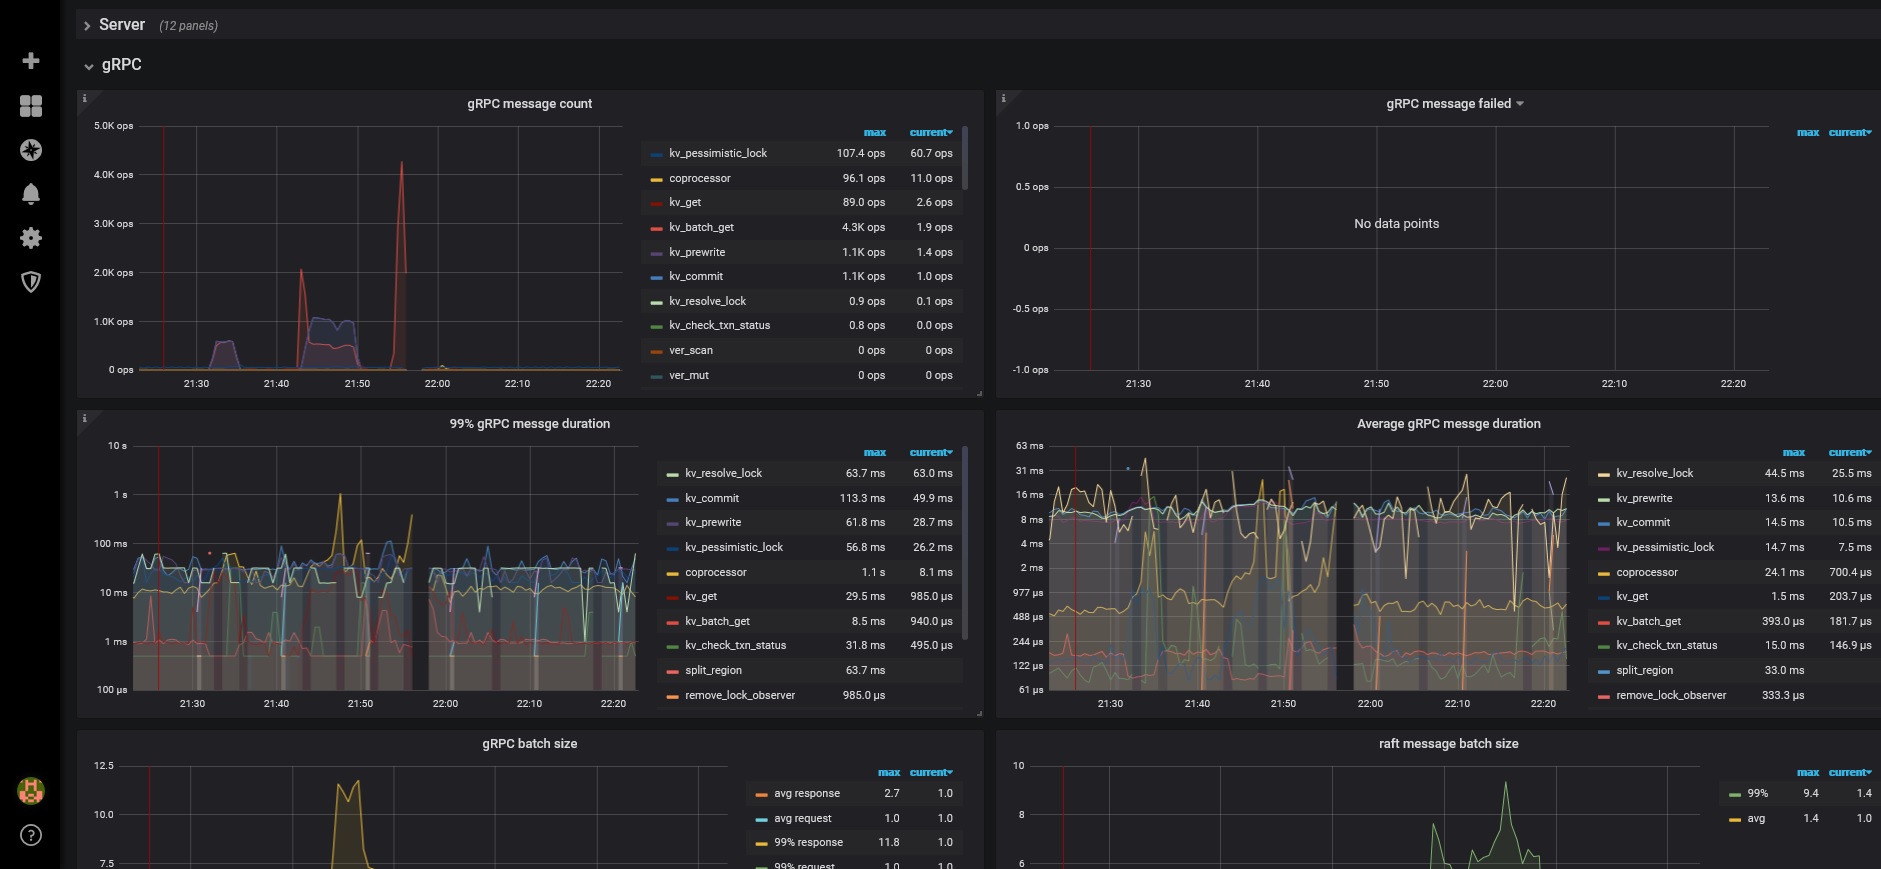 Server (12 panels)
gRPC
gRPC message count
5.0K ops
4.0K ops
3.0K ops
2.0K ops
1.0K ops
0 ops
21:30 21:40 21:50 22:00 22:10 22:20
max current
kv_pessimistic_lock 107.4 ops 60.7 ops
coprocessor 96.1 ops 11.0 ops
kv_get 89.0 ops 2.6 ops
kv_batch_get 4.3K ops 1.9 ops
kv_prewrite 1.1K ops 1.4 ops
kv_commit 1.1K ops 1.0 ops
kv_resolve_lock 0.9 ops 0.1 ops
kv_check_txn_status 0.8 ops 0.0 ops
ver_scan 0 ops 0 ops
ver_mut 0 ops 0 ops
gRPC message failed
1.0 ops
0.5 ops
0 ops
-0.5 ops
-1.0 ops
No data points
21:30 21:40 21:50 22:00 22:10 22:20
max current
99% gRPC messge duration
10 s
1 s
100 ms
10 ms
1 ms
100 µs
21:30 21:40 21:50 22:00 22:10 22:20
max current
kv_resolve_lock 63.7 ms 63.0 ms
kv_commit 113.3 ms 49.9 ms
kv_prewrite 61.8 ms 28.7 ms
kv_pessimistic_lock 56.8 ms 26.2 ms
coprocessor 1.1 s 8.1 ms
kv_get 29.5 ms 985.0 µs
kv_batch_get 8.5 ms 940.0 µs
kv_check_txn_status 31.8 ms 495.0 µs
split_region 63.7 ms
remove_lock_observer 985.0 µs
Average gRPC messge duration
63 ms
31 ms
16 ms
8 ms
4 ms
2 ms
977 µs
488 µs
244 µs
122 µs
61 µs
21:30 21:40 21:50 22:00 22:10 22:20
max current
kv_resolve_lock 44.5 ms 25.5 ms
kv_prewrite 13.6 ms 10.6 ms
kv_commit 14.5 ms 10.5 ms
kv_pessimistic_lock 14.7 ms 7.5 ms
coprocessor 24.1 ms 700.4 µs
kv_get 1.5 ms 203.7 µs
kv_batch_get 393.0 µs 181.7 µs
kv_check_txn_status 15.0 ms 146.9 µs
split_region 33.0 ms
remove_lock_observer 333.3 µs
gRPC batch size
12.5
10.0
7.5
max current
avg response 2.7 1.0
avg request 1.0 1.0
99% response 11.8 1.0
99% request 1.0 1.0
raft message batch size
10
8
6
max current
99% 9.4 1.4
avg 1.4 1.0